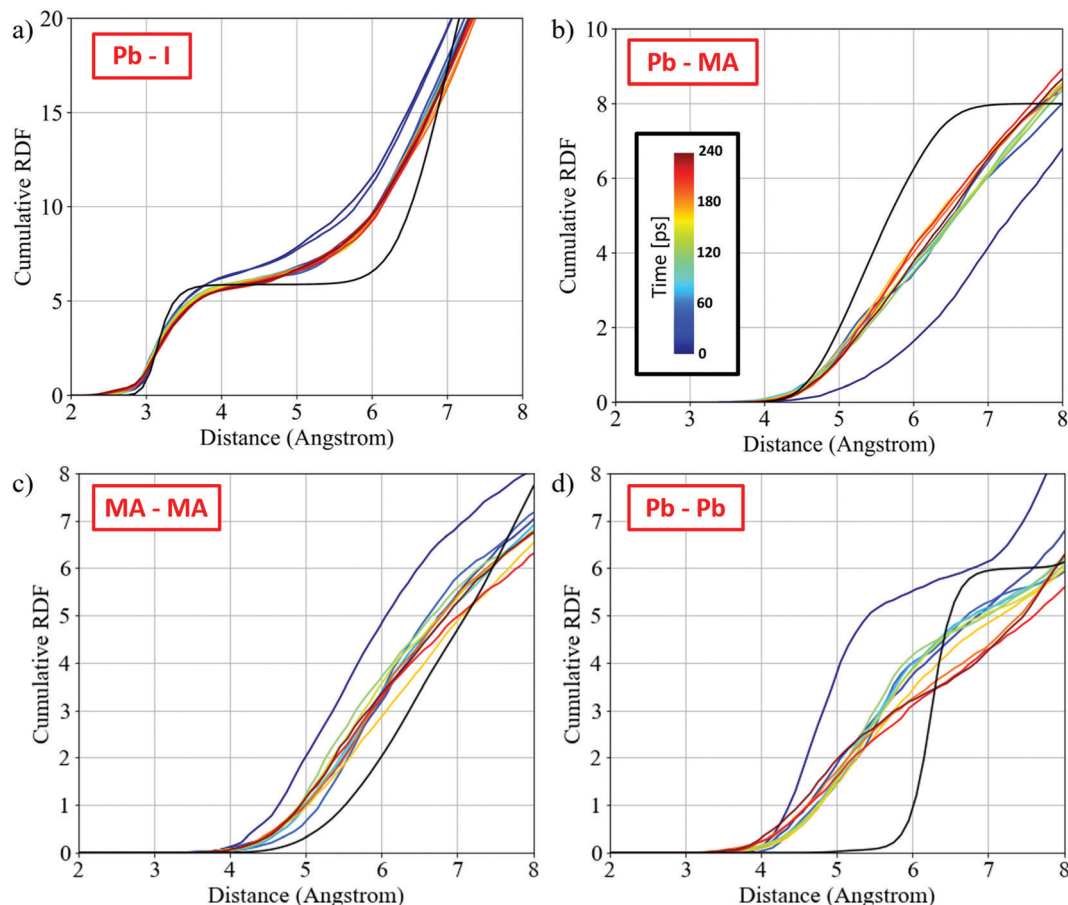 a)
Pb - I
20
15
10
5
0
2 3 4 5 6 7 8
Cumulative RDF
Distance (Angstrom)
b)
Pb - MA
10
8
6
4
2
0
2 3 4 5 6 7 8
Cumulative RDF
Distance (Angstrom)
Time [ps]
240
180
120
60
0
c)
MA - MA
8
7
6
5
4
3
2
1
0
2 3 4 5 6 7 8
Cumulative RDF
Distance (Angstrom)
d)
Pb - Pb
8
7
6
5
4
3
2
1
0
2 3 4 5 6 7 8
Cumulative RDF
Distance (Angstrom)